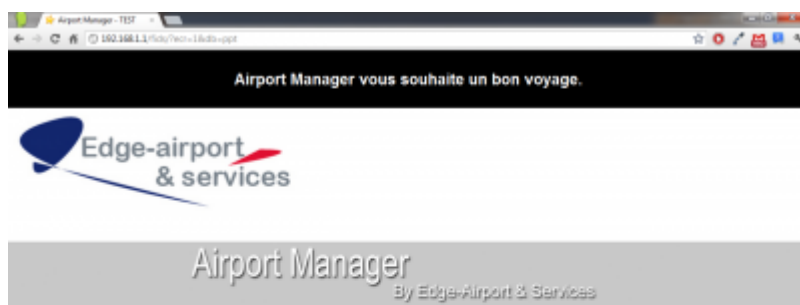 Airport Manager - TEST
Airport Manager vous souhaite un bon voyage.
Edge-airport
& services
Airport Manager
By Edge-Airport & Services